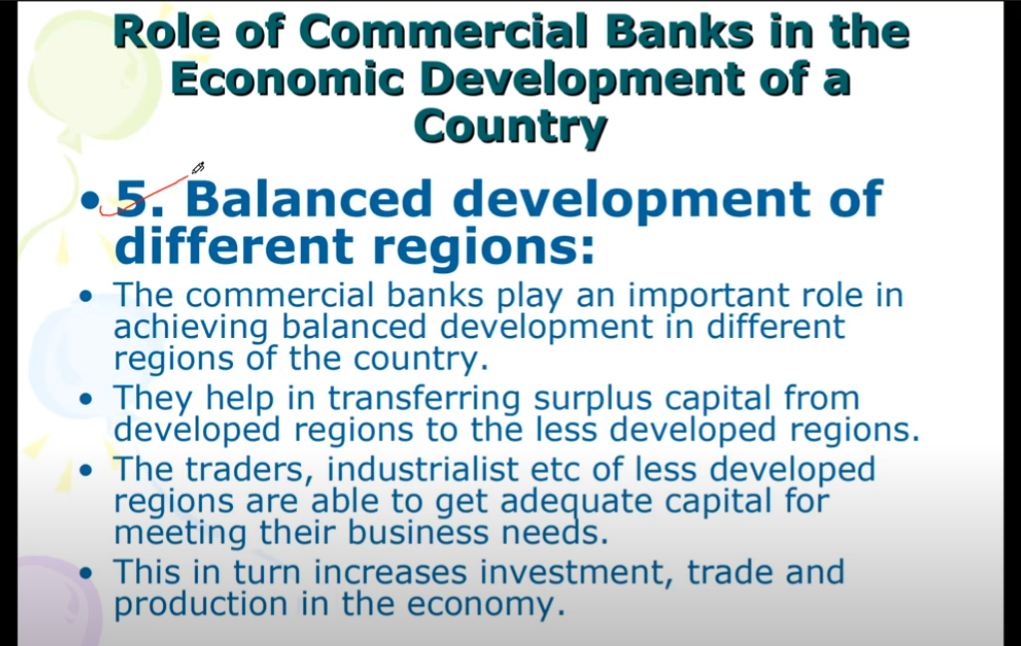 Role of Commercial Banks in the
Economic Development of a
Country
• 5. Balanced development of
different regions:
• The commercial banks play an important role in
achieving balanced development in different
regions of the country.
• They help in transferring surplus capital from
developed regions to the less developed regions.
• The traders, industrialist etc of less developed
regions are able to get adequate capital for
meeting their business needs.
• This in turn increases investment, trade and
production in the economy.